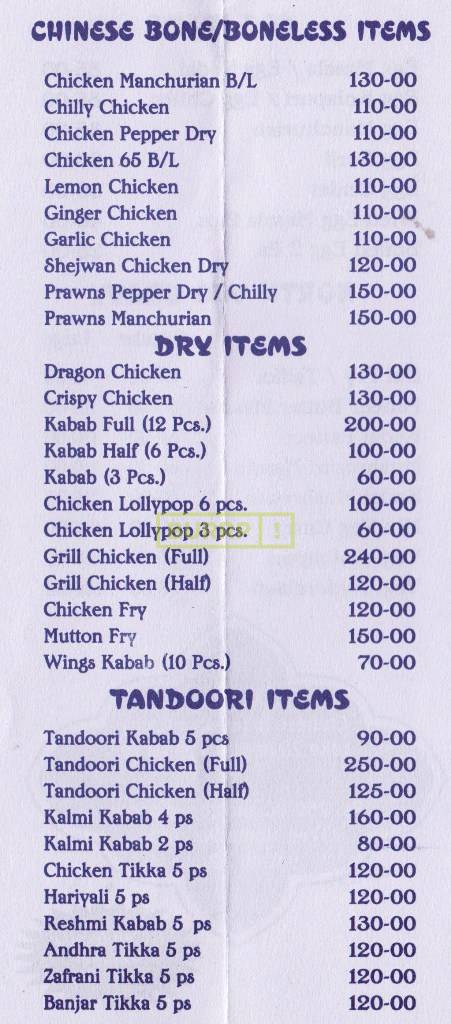 CHINESE BONE/BONELESS ITEMS
Chicken Manchurian B/L 130-00
Chilly Chicken 110-00
Chicken Pepper Dry 110-00
Chicken 65 B/L 130-00
Lemon Chicken 110-00
Ginger Chicken 110-00
Garlic Chicken 110-00
Shejwan Chicken Dry 120-00
Prawns Pepper Dry / Chilly 150-00
Prawns Manchurian 150-00
DRY ITEMS
Dragon Chicken 130-00
Crispy Chicken 130-00
Kabab Full (12 Pcs.) 200-00
Kabab Half (6 Pcs.) 100-00
Kabab (3 Pcs.) 60-00
Chicken Lollypop 6 pcs. 100-00
Chicken Lollypop 3 pcs. 60-00
Grill Chicken (Full) 240-00
Grill Chicken (Half) 120-00
Chicken Fry 120-00
Mutton Fry 150-00
Wings Kabab (10 Pcs.) 70-00
TANDOORI ITEMS
Tandoori Kabab 5 pcs 90-00
Tandoori Chicken (Full) 250-00
Tandoori Chicken (Half) 125-00
Kalmi Kabab 4 ps 160-00
Kalmi Kabab 2 ps 80-00
Chicken Tikka 5 ps 120-00
Hariyali 5 ps 120-00
Reshmi Kabab 5 ps 130-00
Andhra Tikka 5 ps 120-00
Zafrani Tikka 5 ps 120-00
Banjar Tikka 5 ps 120-00